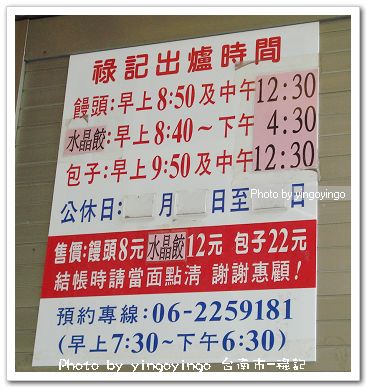 祿記出爐時間
饅頭:早上8:50及中午12:30
水晶餃:早上8:40~下午4:30
包子:早上9:50及中午12:30
Photo by yingoyingo
公休日: 月 日至 日
售價:饅頭8元 水晶餃12元 包子22元
結帳時請當面點清 謝謝惠顧!
預約專線:06-2259181
(早上7:30~下午6:30)
Photo by yingoyingo 台南市-祿記